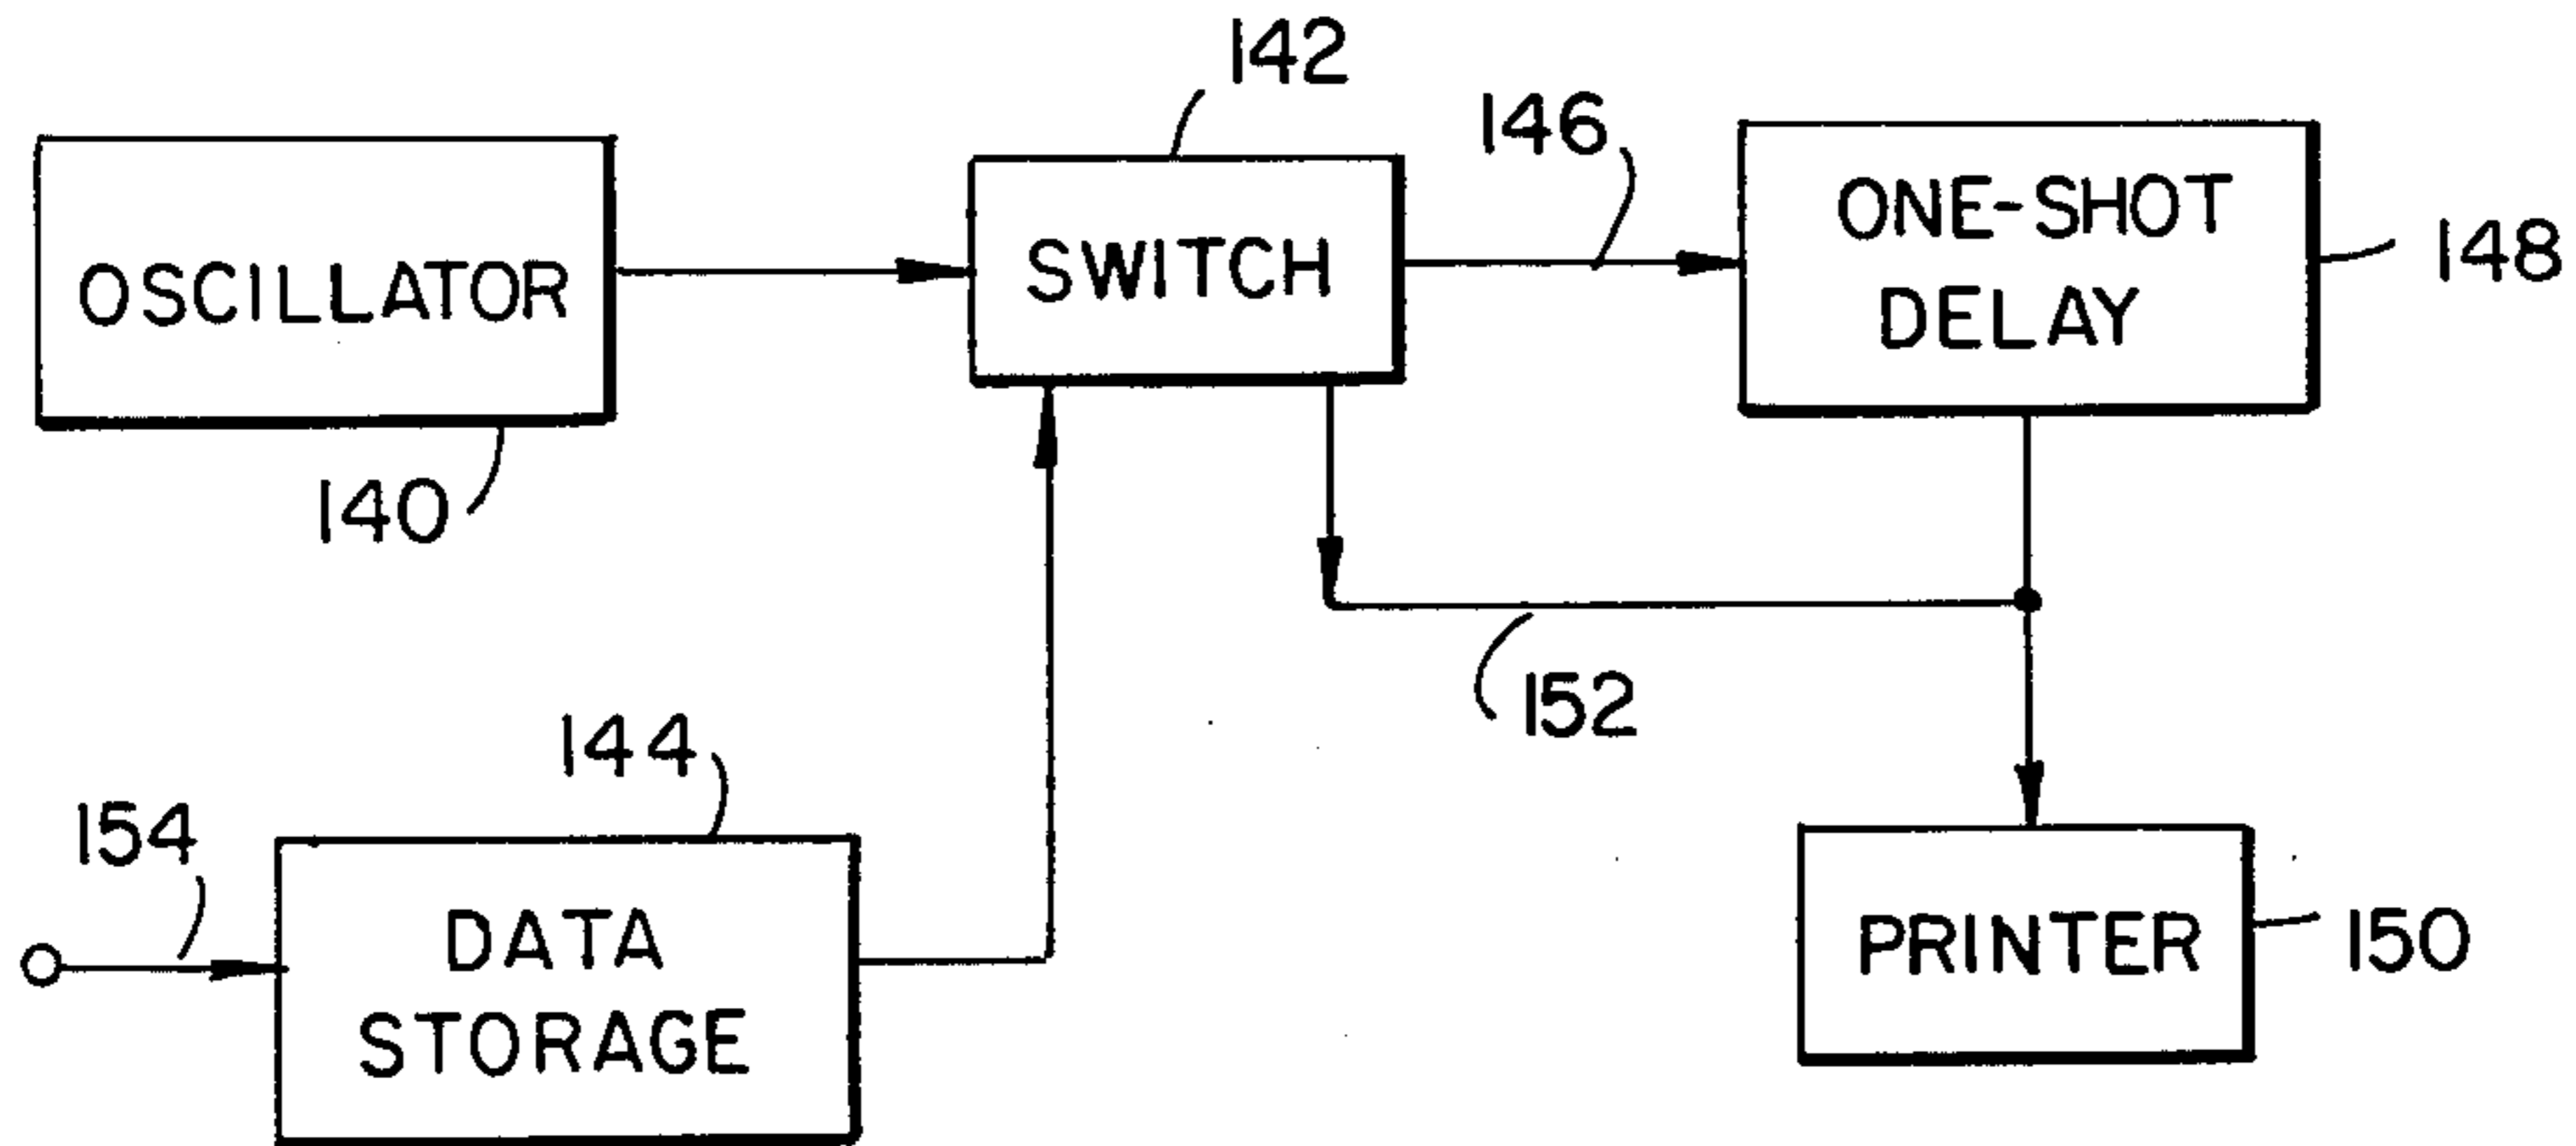 142
146
OSCILLATOR
SWITCH
ONE-SHOT
DELAY
148
140
152
144
154
DATA
STORAGE
PRINTER
150